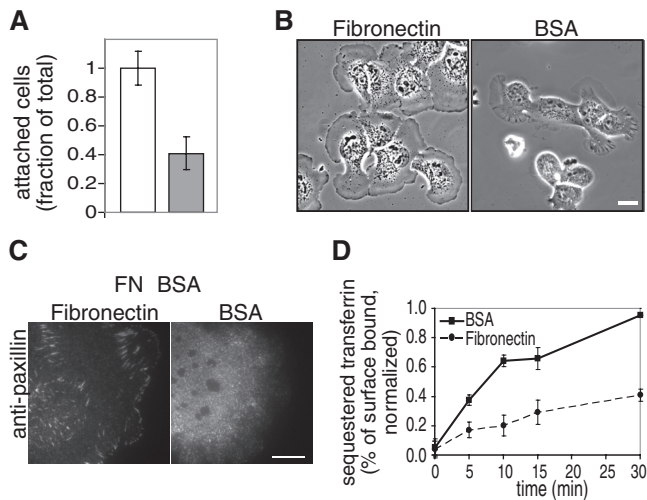 A
attached cells
(fraction of total)
1
0.8
0.6
0.4
0.2
0
B
Fibronectin BSA
C
FN BSA
Fibronectin BSA
anti-paxillin
D
sequestered transferrin
(% of surface bound,
normalized)
1.0
0.8
0.6
0.4
0.2
0.0
BSA
Fibronectin
0 5 10 15 20 25 30
time (min)